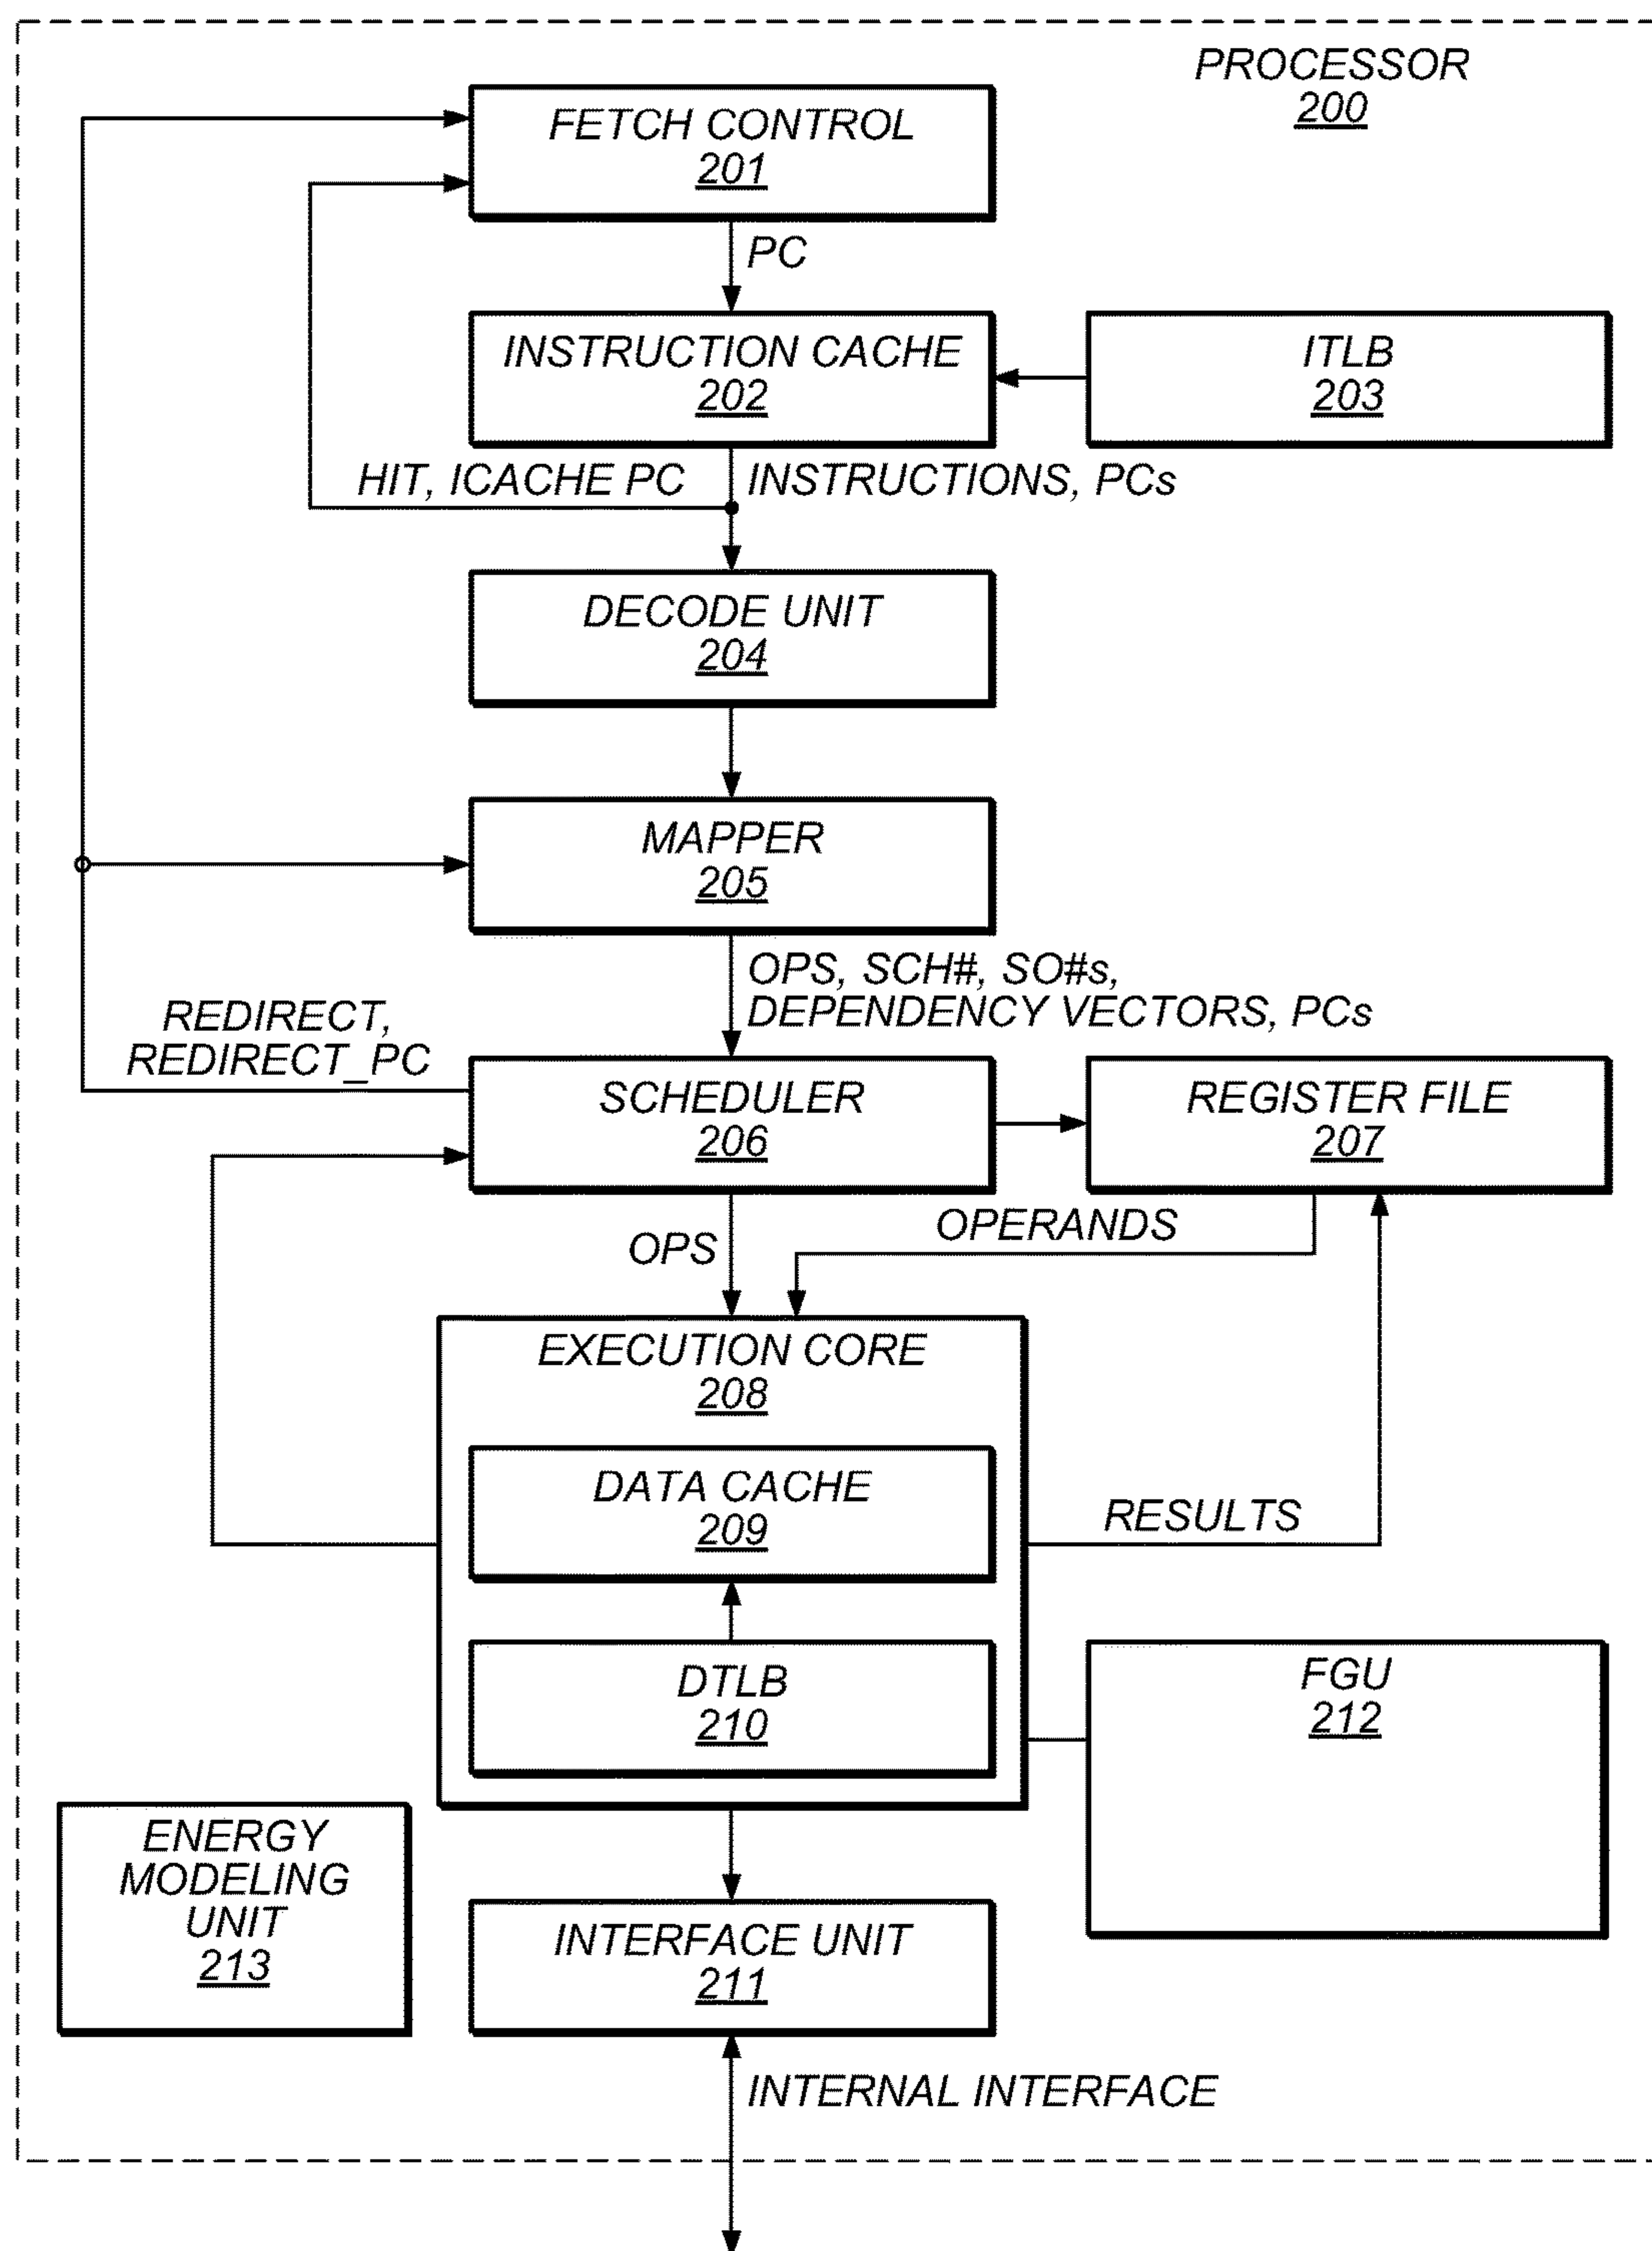 PROCESSOR
200
FETCH CONTROL
201
PC
INSTRUCTION CACHE
202
ITLB
203
HIT, ICACHE PC
INSTRUCTIONS, PCs
DECODE UNIT
204
MAPPER
205
OPS, SCH#, SO#s,
DEPENDENCY VECTORS, PCs
REDIRECT,
REDIRECT_PC
SCHEDULER
206
REGISTER FILE
207
OPS
OPERANDS
EXECUTION CORE
208
DATA CACHE
209
RESULTS
DTLB
210
FGU
212
ENERGY
MODELING
UNIT
213
INTERFACE UNIT
211
INTERNAL INTERFACE